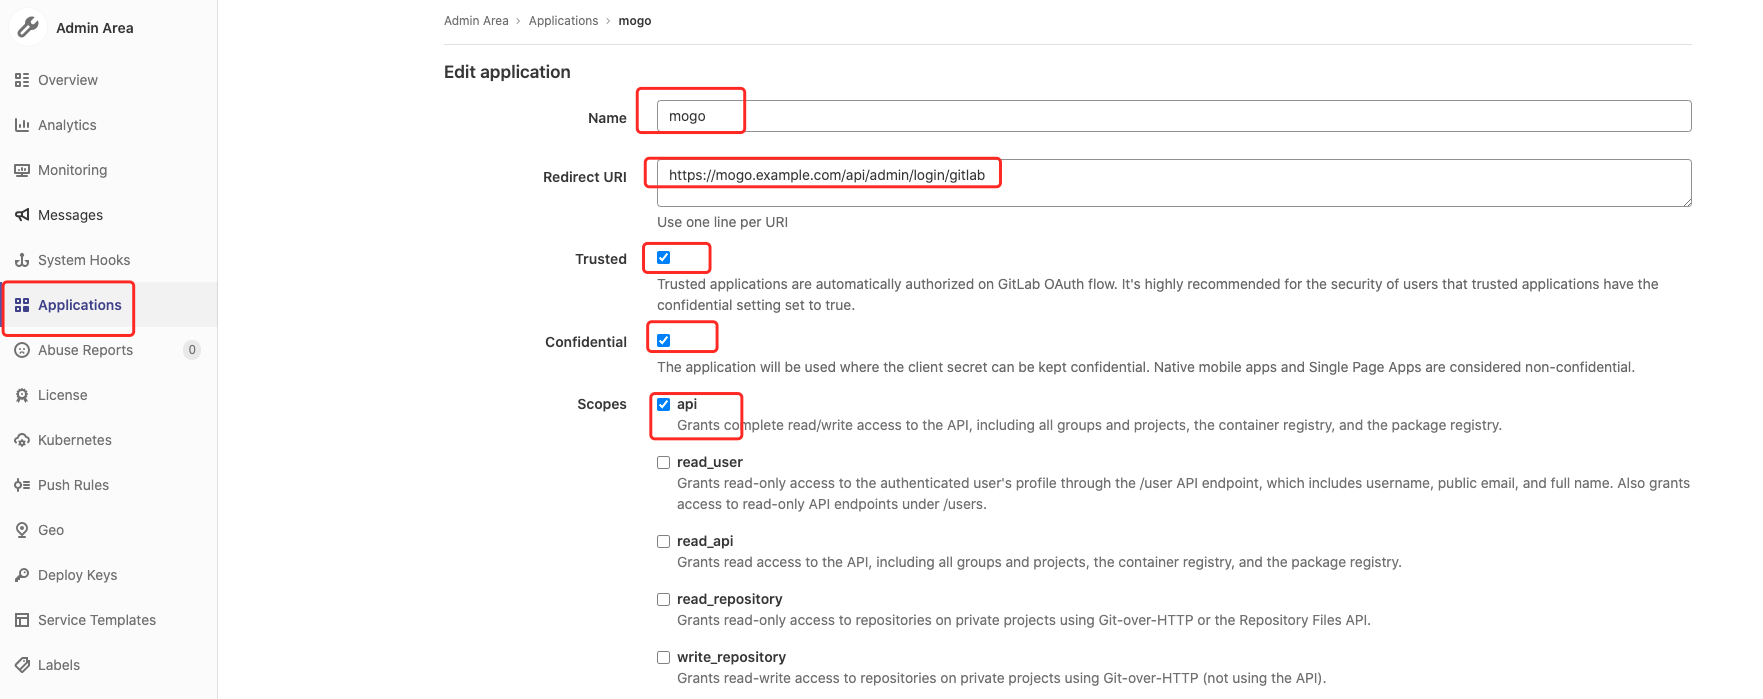 Admin Area
Overview
Analytics
Monitoring
Messages
System Hooks
Applications
Abuse Reports 0
License
Kubernetes
Push Rules
Geo
Deploy Keys
Service Templates
Labels
Admin Area › Applications › mogo
Edit application
Name mogo
Redirect URI https://mogo.example.com/api/admin/login/gitlab
Use one line per URI
Trusted
Trusted applications are automatically authorized on GitLab OAuth flow. It's highly recommended for the security of users that trusted applications have the
confidential setting set to true.
Confidential
The application will be used where the client secret can be kept confidential. Native mobile apps and Single Page Apps are considered non-confidential.
Scopes api
Grants complete read/write access to the API, including all groups and projects, the container registry, and the package registry.
read_user
Grants read-only access to the authenticated user's profile through the /user API endpoint, which includes username, public email, and full name. Also grants
access to read-only API endpoints under /users.
read_api
Grants read access to the API, including all groups and projects, the container registry, and the package registry.
read_repository
Grants read-only access to repositories on private projects using Git-over-HTTP or the Repository Files API.
write_repository
Grants read-write access to repositories on private projects using Git-over-HTTP (not using the API).